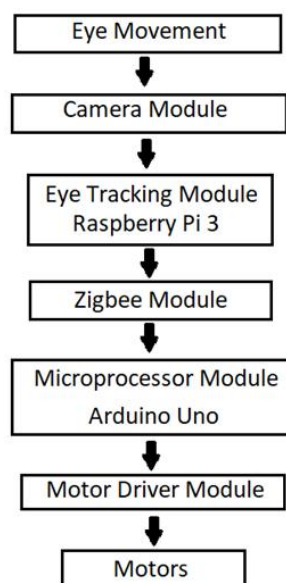 Eye Movement
Camera Module
Eye Tracking Module
Raspberry Pi 3
Zigbee Module
Microprocessor Module
Arduino Uno
Motor Driver Module
Motors